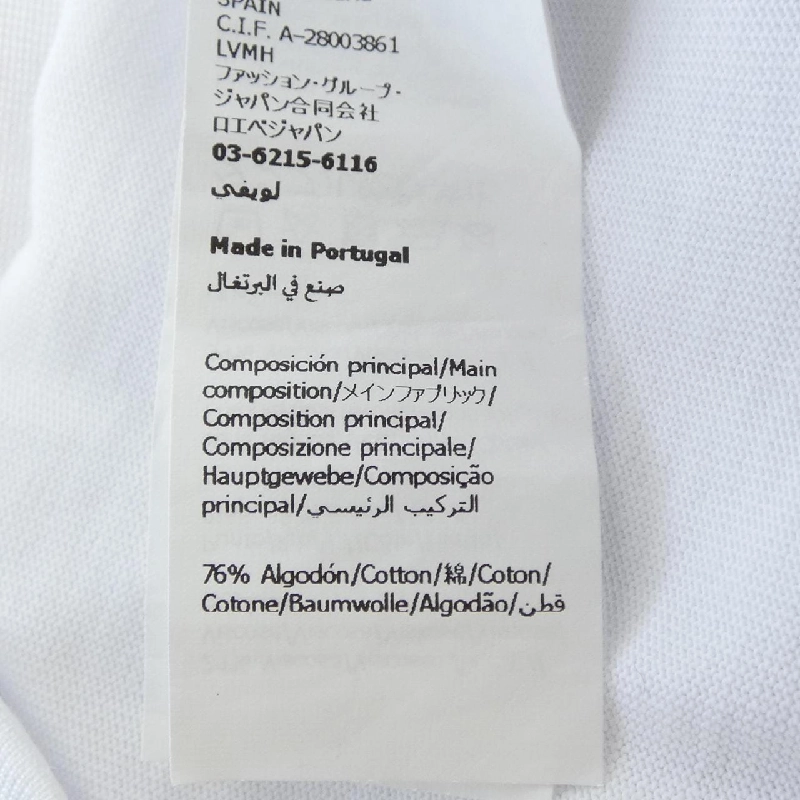 SPAIN
C.I.F. A-28003861
LVMH
ファッション・グループ・
ジャパン合同会社
ロエベジャパン
03-6215-6116
لويفي
Made in Portugal
صنع في البرتغال
Composición principal/Main
composition/メインファブリック/
Composition principal/
Composizione principale/
Hauptgewebe/Composição
principal/التركيب الرئيسي
76% Algodón/Cotton/綿/Coton/
Cotone/Baumwolle/Algodão/قطن